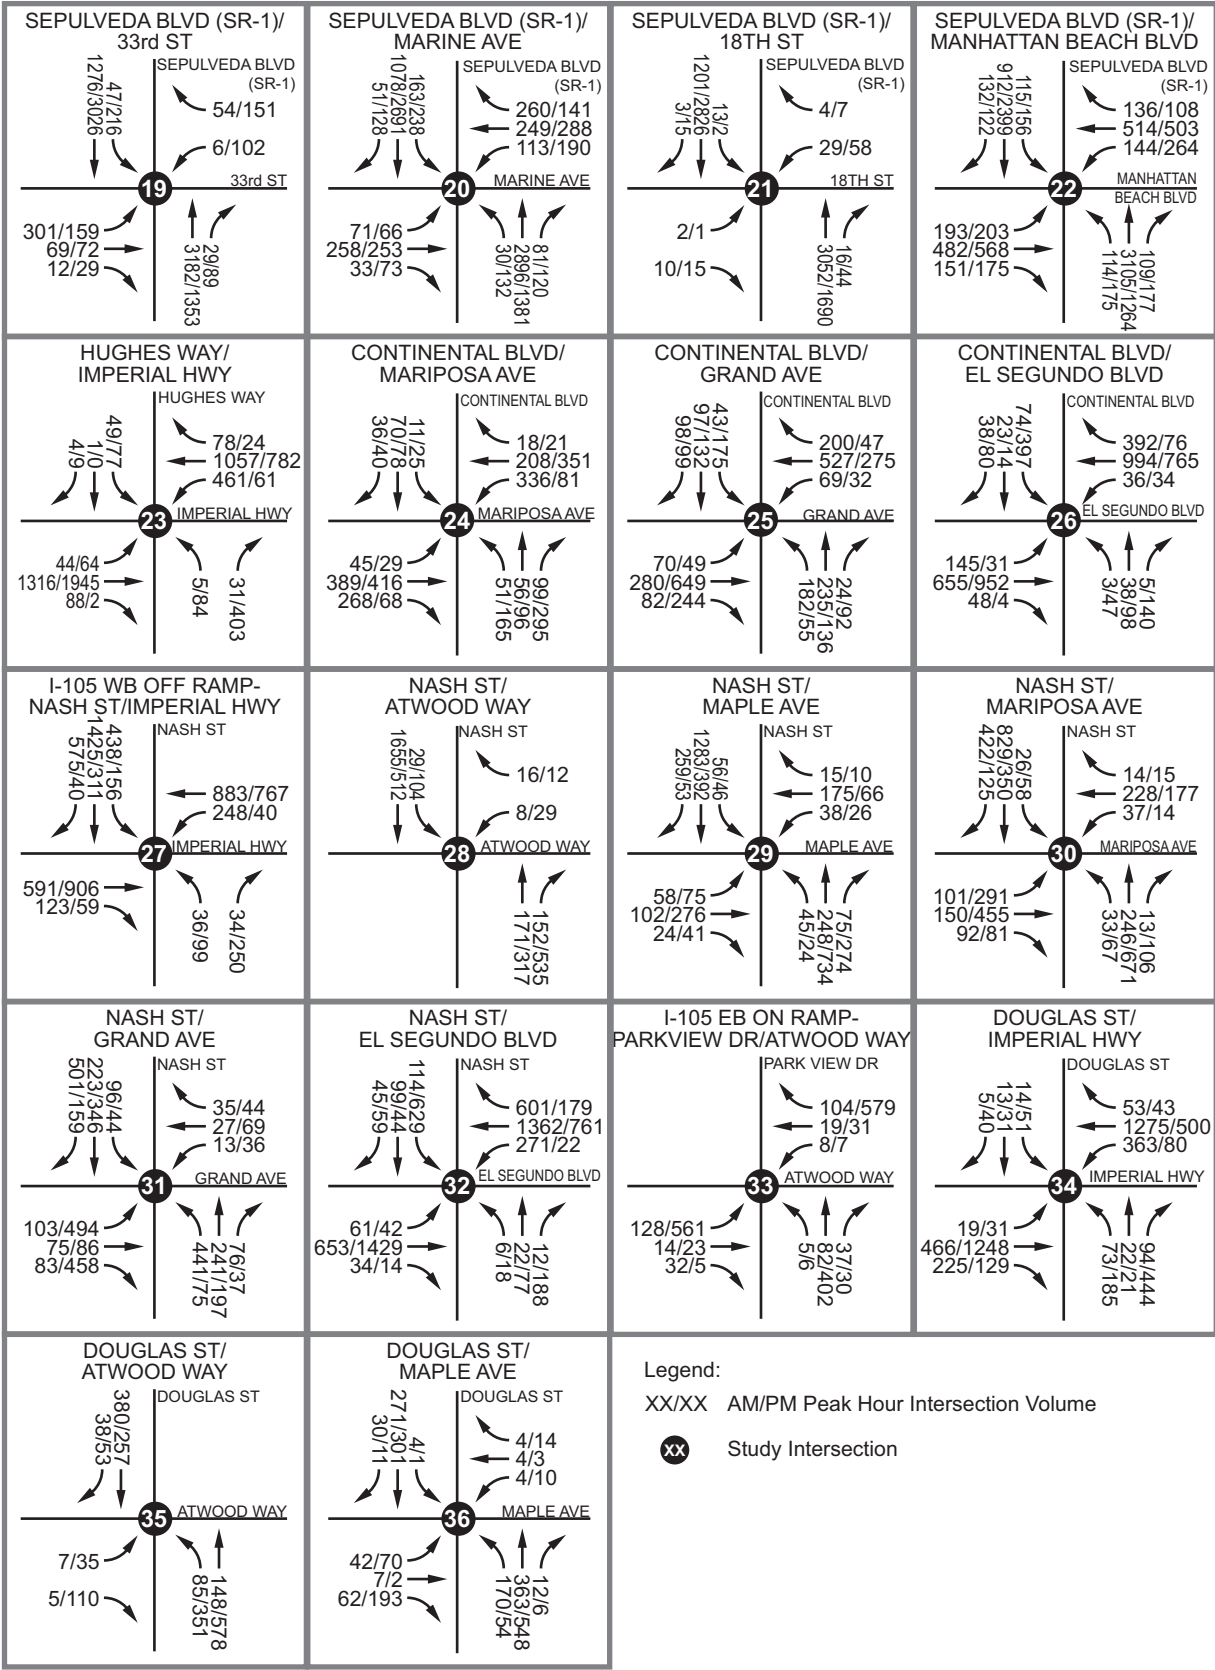 SEPULVEDA BLVD (SR-1)/
33rd ST
SEPULVEDA BLVD
(SR-1)
1276/3026
47/216
54/151
6/102
19
33rd ST
301/159
69/72
12/29
3182/1353
29/89
SEPULVEDA BLVD (SR-1)/
MARINE AVE
SEPULVEDA BLVD
(SR-1)
51/128
1078/2691
163/238
260/141
249/288
113/190
20
MARINE AVE
71/66
258/253
33/73
30/132
2896/1381
81/120
SEPULVEDA BLVD (SR-1)/
18TH ST
SEPULVEDA BLVD
(SR-1)
3/15
1201/2826
13/2
4/7
29/58
21
18TH ST
2/1
10/15
3052/1690
16/44
SEPULVEDA BLVD (SR-1)/
MANHATTAN BEACH BLVD
SEPULVEDA BLVD
(SR-1)
132/122
912/2399
115/156
136/108
514/503
144/264
22
MANHATTAN
BEACH BLVD
193/203
482/568
151/175
114/175
3105/1264
109/177
HUGHES WAY/
IMPERIAL HWY
HUGHES WAY
4/9
1/0
49/77
78/24
1057/782
461/61
23
IMPERIAL HWY
44/64
1316/1945
88/2
5/84
31/403
CONTINENTAL BLVD/
MARIPOSA AVE
CONTINENTAL BLVD
36/40
70/78
11/25
18/21
208/351
336/81
24
MARIPOSA AVE
45/29
389/416
268/68
51/165
56/96
99/295
CONTINENTAL BLVD/
GRAND AVE
CONTINENTAL BLVD
98/99
97/132
43/175
200/47
527/275
69/32
25
GRAND AVE
70/49
280/649
82/244
182/55
235/136
24/92
CONTINENTAL BLVD/
EL SEGUNDO BLVD
CONTINENTAL BLVD
38/80
23/14
74/397
392/76
994/765
36/34
26
EL SEGUNDO BLVD
145/31
655/952
48/4
3/47
38/98
5/140
I-105 WB OFF RAMP-
NASH ST/IMPERIAL HWY
NASH ST
575/40
1425/311
438/156
883/767
248/40
27
IMPERIAL HWY
591/906
123/59
36/99
34/250
NASH ST/
ATWOOD WAY
NASH ST
1655/512
29/104
16/12
8/29
28
ATWOOD WAY
171/317
152/535
NASH ST/
MAPLE AVE
NASH ST
259/53
1283/392
56/46
15/10
175/66
38/26
29
MAPLE AVE
58/75
102/276
24/41
45/24
248/734
75/274
NASH ST/
MARIPOSA AVE
NASH ST
422/125
829/350
26/58
14/15
228/177
37/14
30
MARIPOSA AVE
101/291
150/455
92/81
33/67
246/671
13/106
NASH ST/
GRAND AVE
NASH ST
501/159
223/346
96/44
35/44
27/69
13/36
31
GRAND AVE
103/494
75/86
83/458
441/75
241/197
76/37
NASH ST/
EL SEGUNDO BLVD
NASH ST
45/59
99/44
114/629
601/179
1362/761
271/22
32
EL SEGUNDO BLVD
61/42
653/1429
34/14
6/18
22/77
12/188
I-105 EB ON RAMP-
PARKVIEW DR/ATWOOD WAY
PARK VIEW DR
104/579
19/31
8/7
33
ATWOOD WAY
128/561
14/23
32/5
5/6
82/402
37/30
DOUGLAS ST/
IMPERIAL HWY
DOUGLAS ST
5/40
13/31
14/51
53/43
1275/500
363/80
34
IMPERIAL HWY
19/31
466/1248
225/129
73/185
22/21
94/444
DOUGLAS ST/
ATWOOD WAY
DOUGLAS ST
38/53
380/257
35
ATWOOD WAY
7/35
5/110
85/351
148/578
DOUGLAS ST/
MAPLE AVE
DOUGLAS ST
30/11
271/301
4/1
4/14
4/3
4/10
36
MAPLE AVE
42/70
7/2
62/193
170/54
363/548
12/6
Legend:
XX/XX AM/PM Peak Hour Intersection Volume
XX Study Intersection